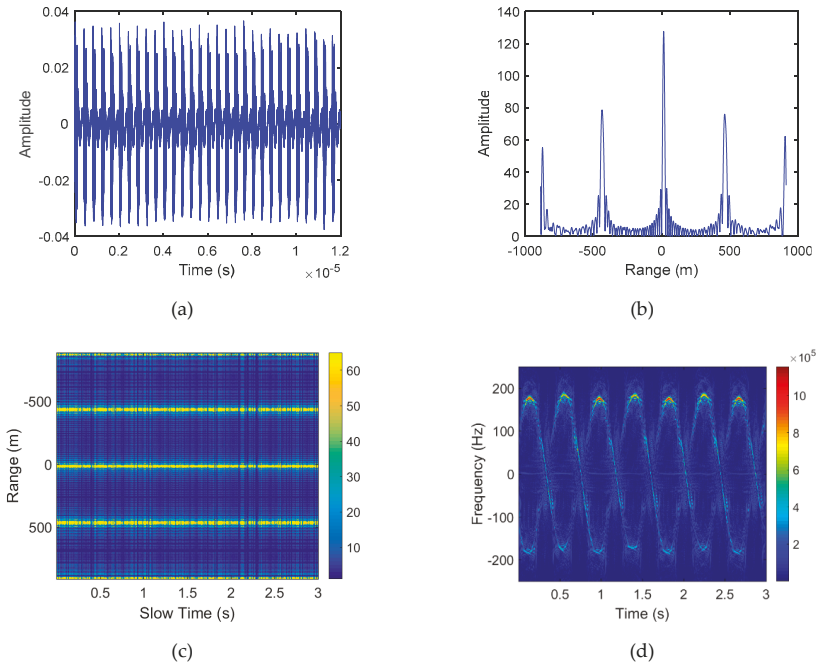 0.04
0.02
0
-0.02
-0.04
Amplitude
0 0.2 0.4 0.6 0.8 1 1.2
Time (s)
×10^-5
(a)
140
120
100
80
60
40
20
0
Amplitude
-1000 -500 0 500 1000
Range (m)
(b)
-500
0
500
Range (m)
0.5 1 1.5 2 2.5 3
Slow Time (s)
60
50
40
30
20
10
(c)
200
100
0
-100
-200
Frequency (Hz)
0.5 1 1.5 2 2.5 3
Time (s)
×10^5
10
8
6
4
2
(d)